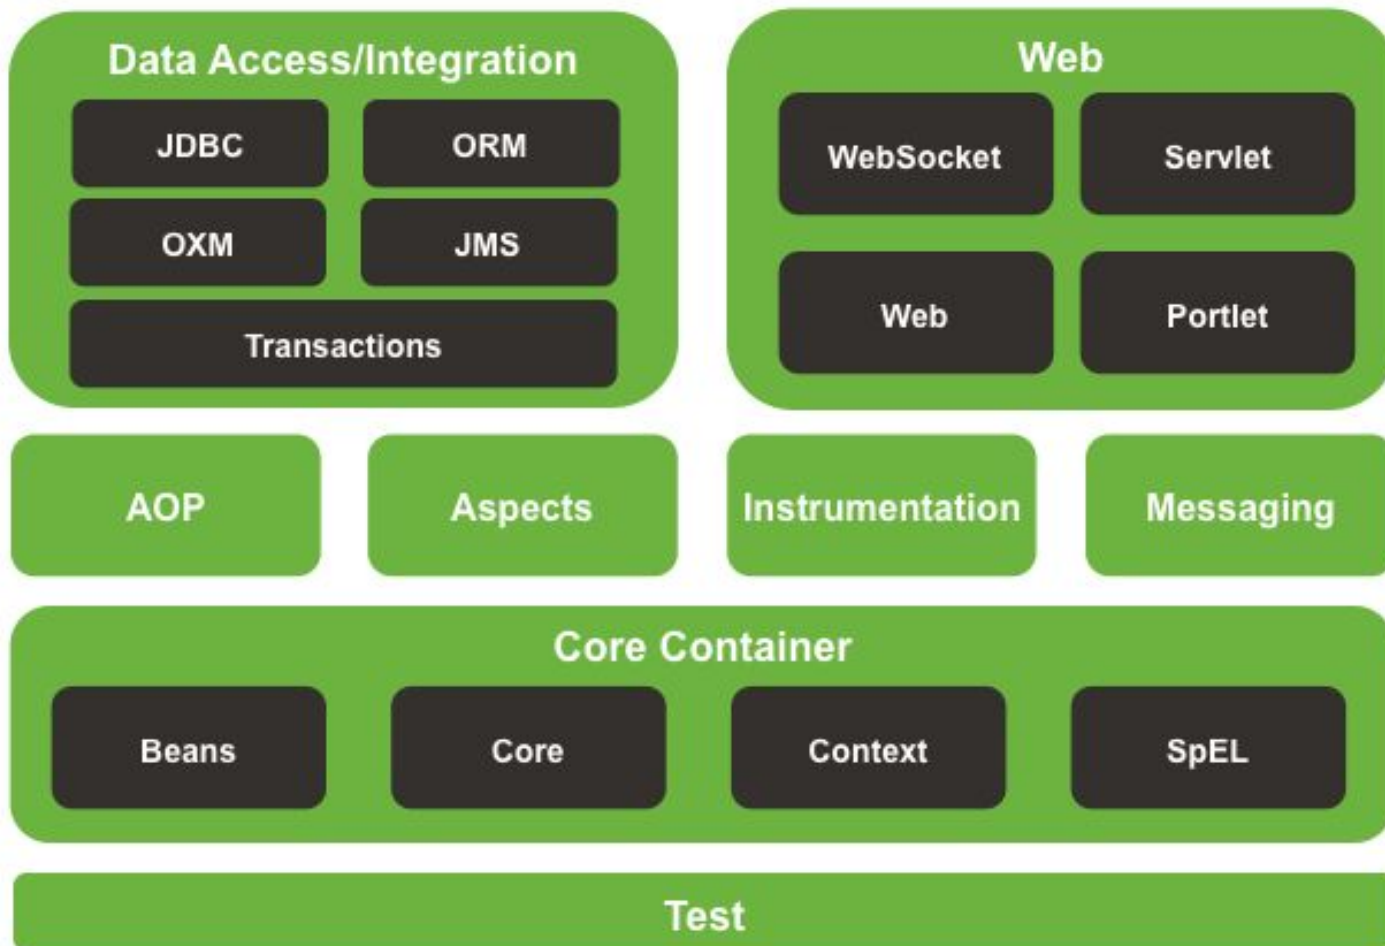 Data Access/Integration
JDBC
ORM
OXM
JMS
Transactions
Web
WebSocket
Servlet
Web
Portlet
AOP
Aspects
Instrumentation
Messaging
Core Container
Beans
Core
Context
SpEL
Test